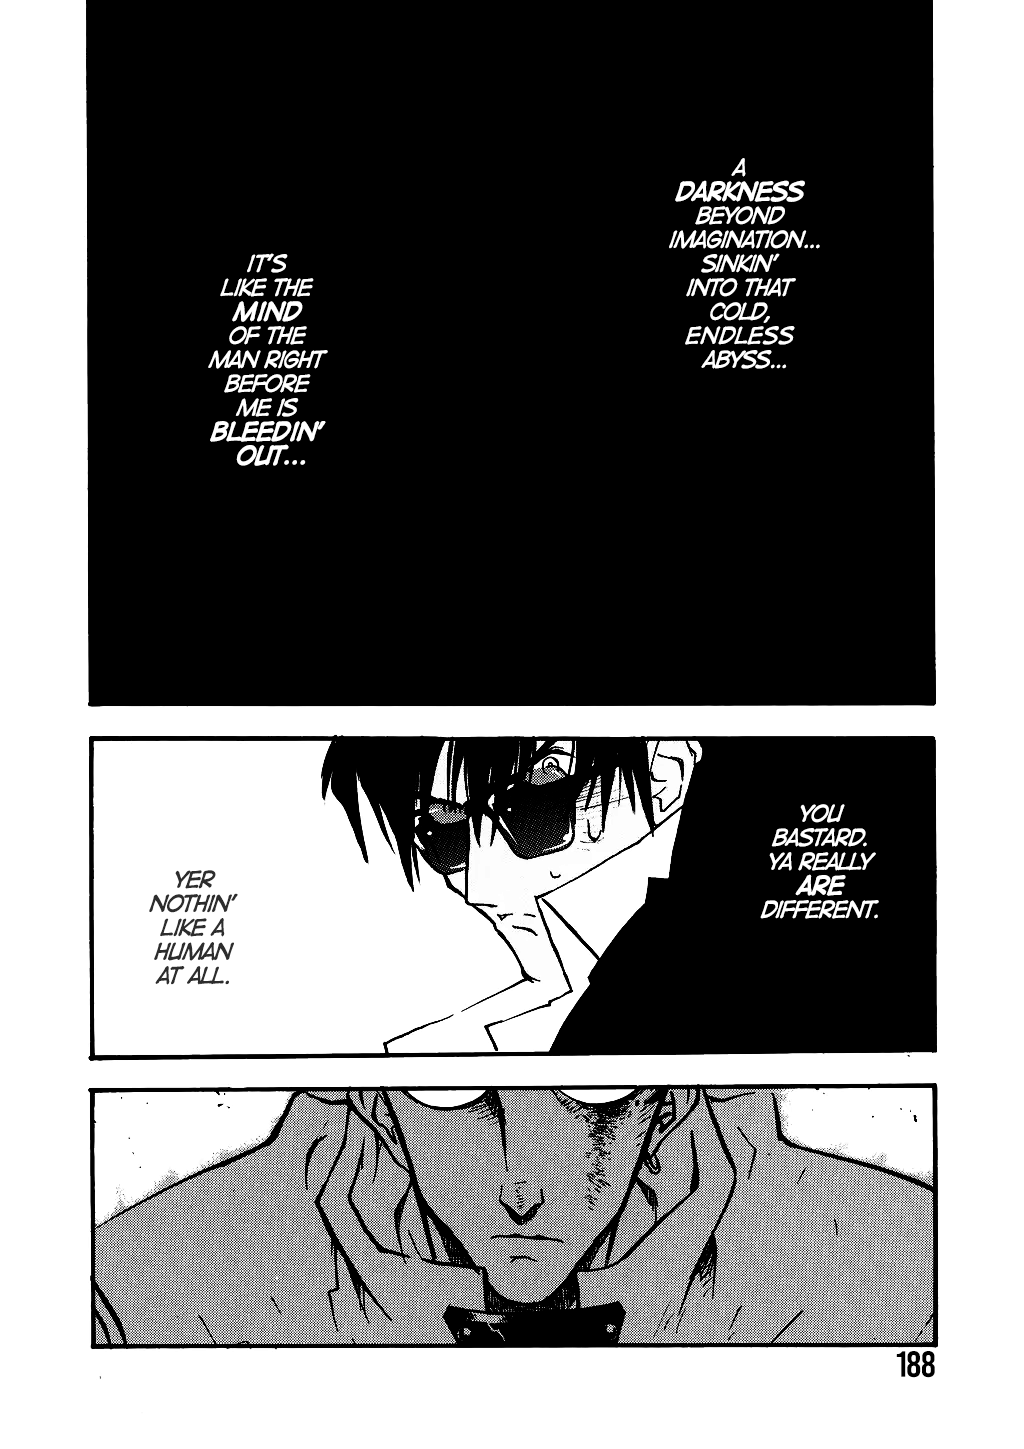 A
DARKNESS
BEYOND
IMAGINATION...
SINKIN'
INTO THAT
COLD,
ENDLESS
ABYSS...
IT'S
LIKE THE
MIND
OF THE
MAN RIGHT
BEFORE
ME IS
BLEEDIN'
OUT...
YOU
BASTARD.
YA REALLY
ARE
DIFFERENT.
YER
NOTHIN'
LIKE A
HUMAN
AT ALL.
188